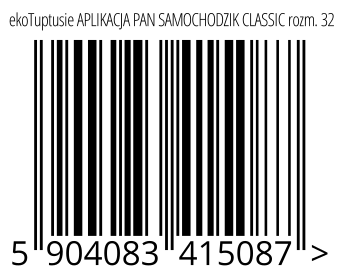 ekoTuptusie APLIKACJA PAN SAMOCHODZIK CLASSIC rozm. 32
5 904083 415087 >